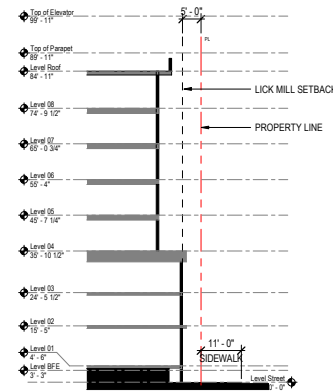 5' - 0"
Top of Elevator
99' - 11"
PL
Top of Parapet
89' - 11"
Level Roof
84' - 11"
LICK MILL SETBACK
Level 08
74' - 9 1/2"
PROPERTY LINE
Level 07
65' - 0 3/4"
Level 06
55' - 4"
Level 05
45' - 7 1/4"
Level 04
35' - 10 1/2"
Level 03
24' - 5 1/2"
Level 02
15' - 5"
11' - 0"
Level 01
4' - 6"
SIDEWALK
Level BFE
3' - 3"
Level Street
0' - 0"